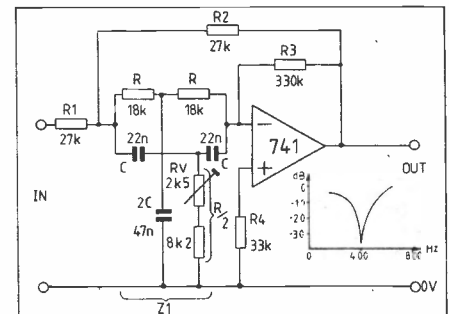 R2
27k
R3
330k
R1
27k
R
18k
R
18k
22n
C
22n
C
−
+
741
RV
2k5
R/2
8k2
2C
47n
R4
33k
IN
OUT
dB
0
-10
-20
-30
400
800
Hz
0V
Z1